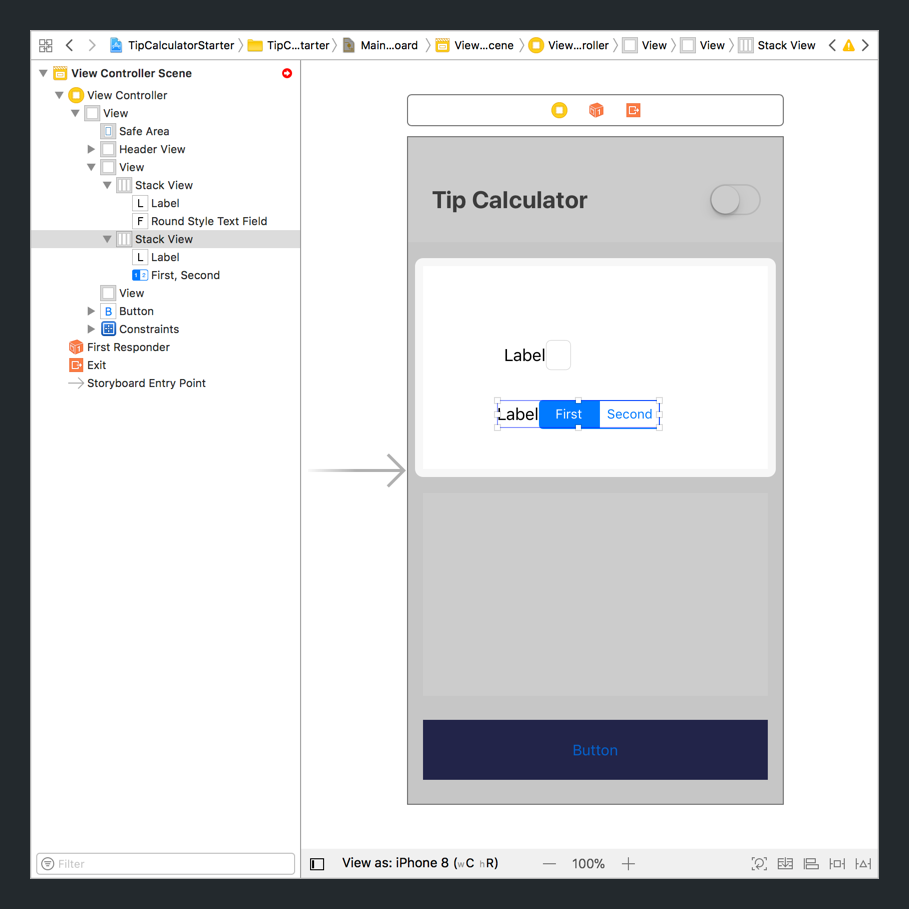 TipCalculatorStarter TipC...tarter Main....oard View...cene View...roller View View Stack View
View Controller Scene
View Controller
View
Safe Area
Header View
View
Stack View
L Label
F Round Style Text Field
Stack View
L Label
1 2 First, Second
View
B Button
Constraints
First Responder
Exit
Storyboard Entry Point
Filter
Tip Calculator
Label
Label First Second
Button
View as: iPhone 8 (wC hR) — 100% +